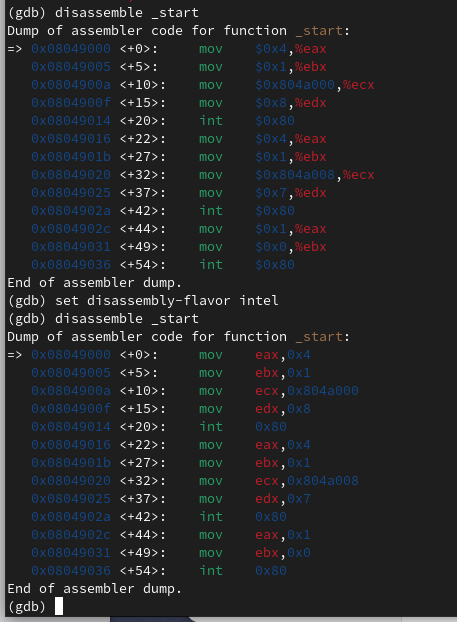 (gdb) disassemble _start
Dump of assembler code for function _start:
=> 0x08049000 <+0>:     mov    $0x4,%eax
   0x08049005 <+5>:     mov    $0x1,%ebx
   0x0804900a <+10>:    mov    $0x804a000,%ecx
   0x0804900f <+15>:    mov    $0x8,%edx
   0x08049014 <+20>:    int    $0x80
   0x08049016 <+22>:    mov    $0x4,%eax
   0x0804901b <+27>:    mov    $0x1,%ebx
   0x08049020 <+32>:    mov    $0x804a008,%ecx
   0x08049025 <+37>:    mov    $0x7,%edx
   0x0804902a <+42>:    int    $0x80
   0x0804902c <+44>:    mov    $0x1,%eax
   0x08049031 <+49>:    mov    $0x0,%ebx
   0x08049036 <+54>:    int    $0x80
End of assembler dump.
(gdb) set disassembly-flavor intel
(gdb) disassemble _start
Dump of assembler code for function _start:
=> 0x08049000 <+0>:     mov    eax,0x4
   0x08049005 <+5>:     mov    ebx,0x1
   0x0804900a <+10>:    mov    ecx,0x804a000
   0x0804900f <+15>:    mov    edx,0x8
   0x08049014 <+20>:    int    0x80
   0x08049016 <+22>:    mov    eax,0x4
   0x0804901b <+27>:    mov    ebx,0x1
   0x08049020 <+32>:    mov    ecx,0x804a008
   0x08049025 <+37>:    mov    edx,0x7
   0x0804902a <+42>:    int    0x80
   0x0804902c <+44>:    mov    eax,0x1
   0x08049031 <+49>:    mov    ebx,0x0
   0x08049036 <+54>:    int    0x80
End of assembler dump.
(gdb)